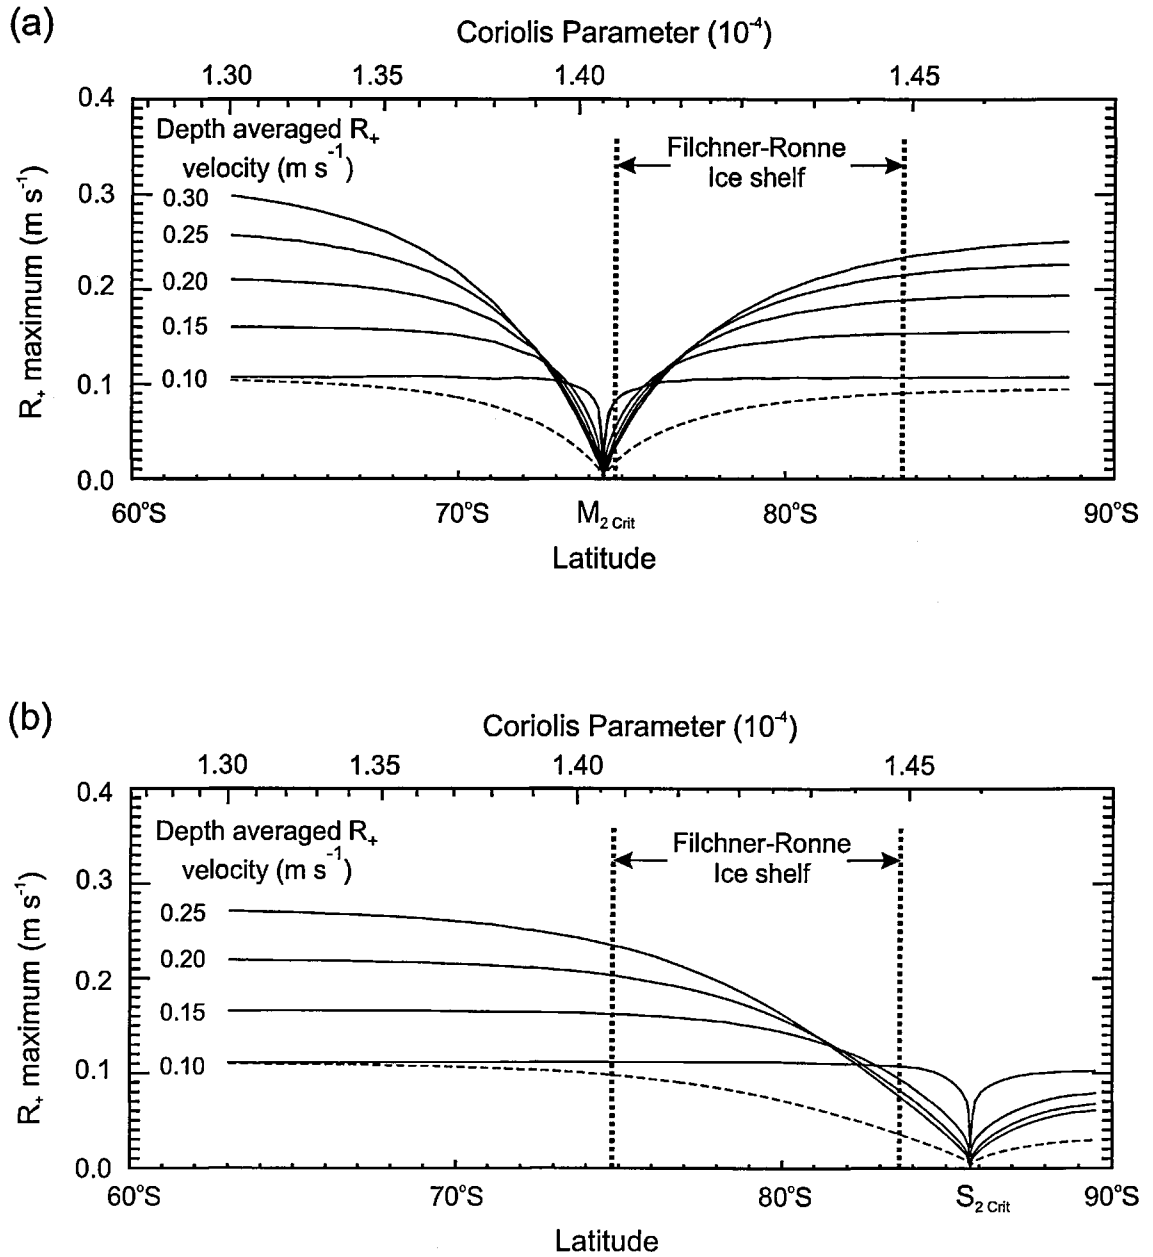 (a)
Coriolis Parameter (10⁻⁴)
1.30 1.35 1.40 1.45
0.4
Depth averaged R₊
velocity (m s⁻¹)
Filchner-Ronne
Ice shelf
0.3
0.30
0.25
0.2
0.20
0.15
0.1
0.10
0.0
R₊ maximum (m s⁻¹)
60°S 70°S M₂ Crit 80°S 90°S
Latitude
(b)
Coriolis Parameter (10⁻⁴)
1.30 1.35 1.40 1.45
0.4
Depth averaged R₊
velocity (m s⁻¹)
Filchner-Ronne
Ice shelf
0.3
0.25
0.2
0.20
0.15
0.1
0.10
0.0
R₊ maximum (m s⁻¹)
60°S 70°S 80°S S₂ Crit 90°S
Latitude